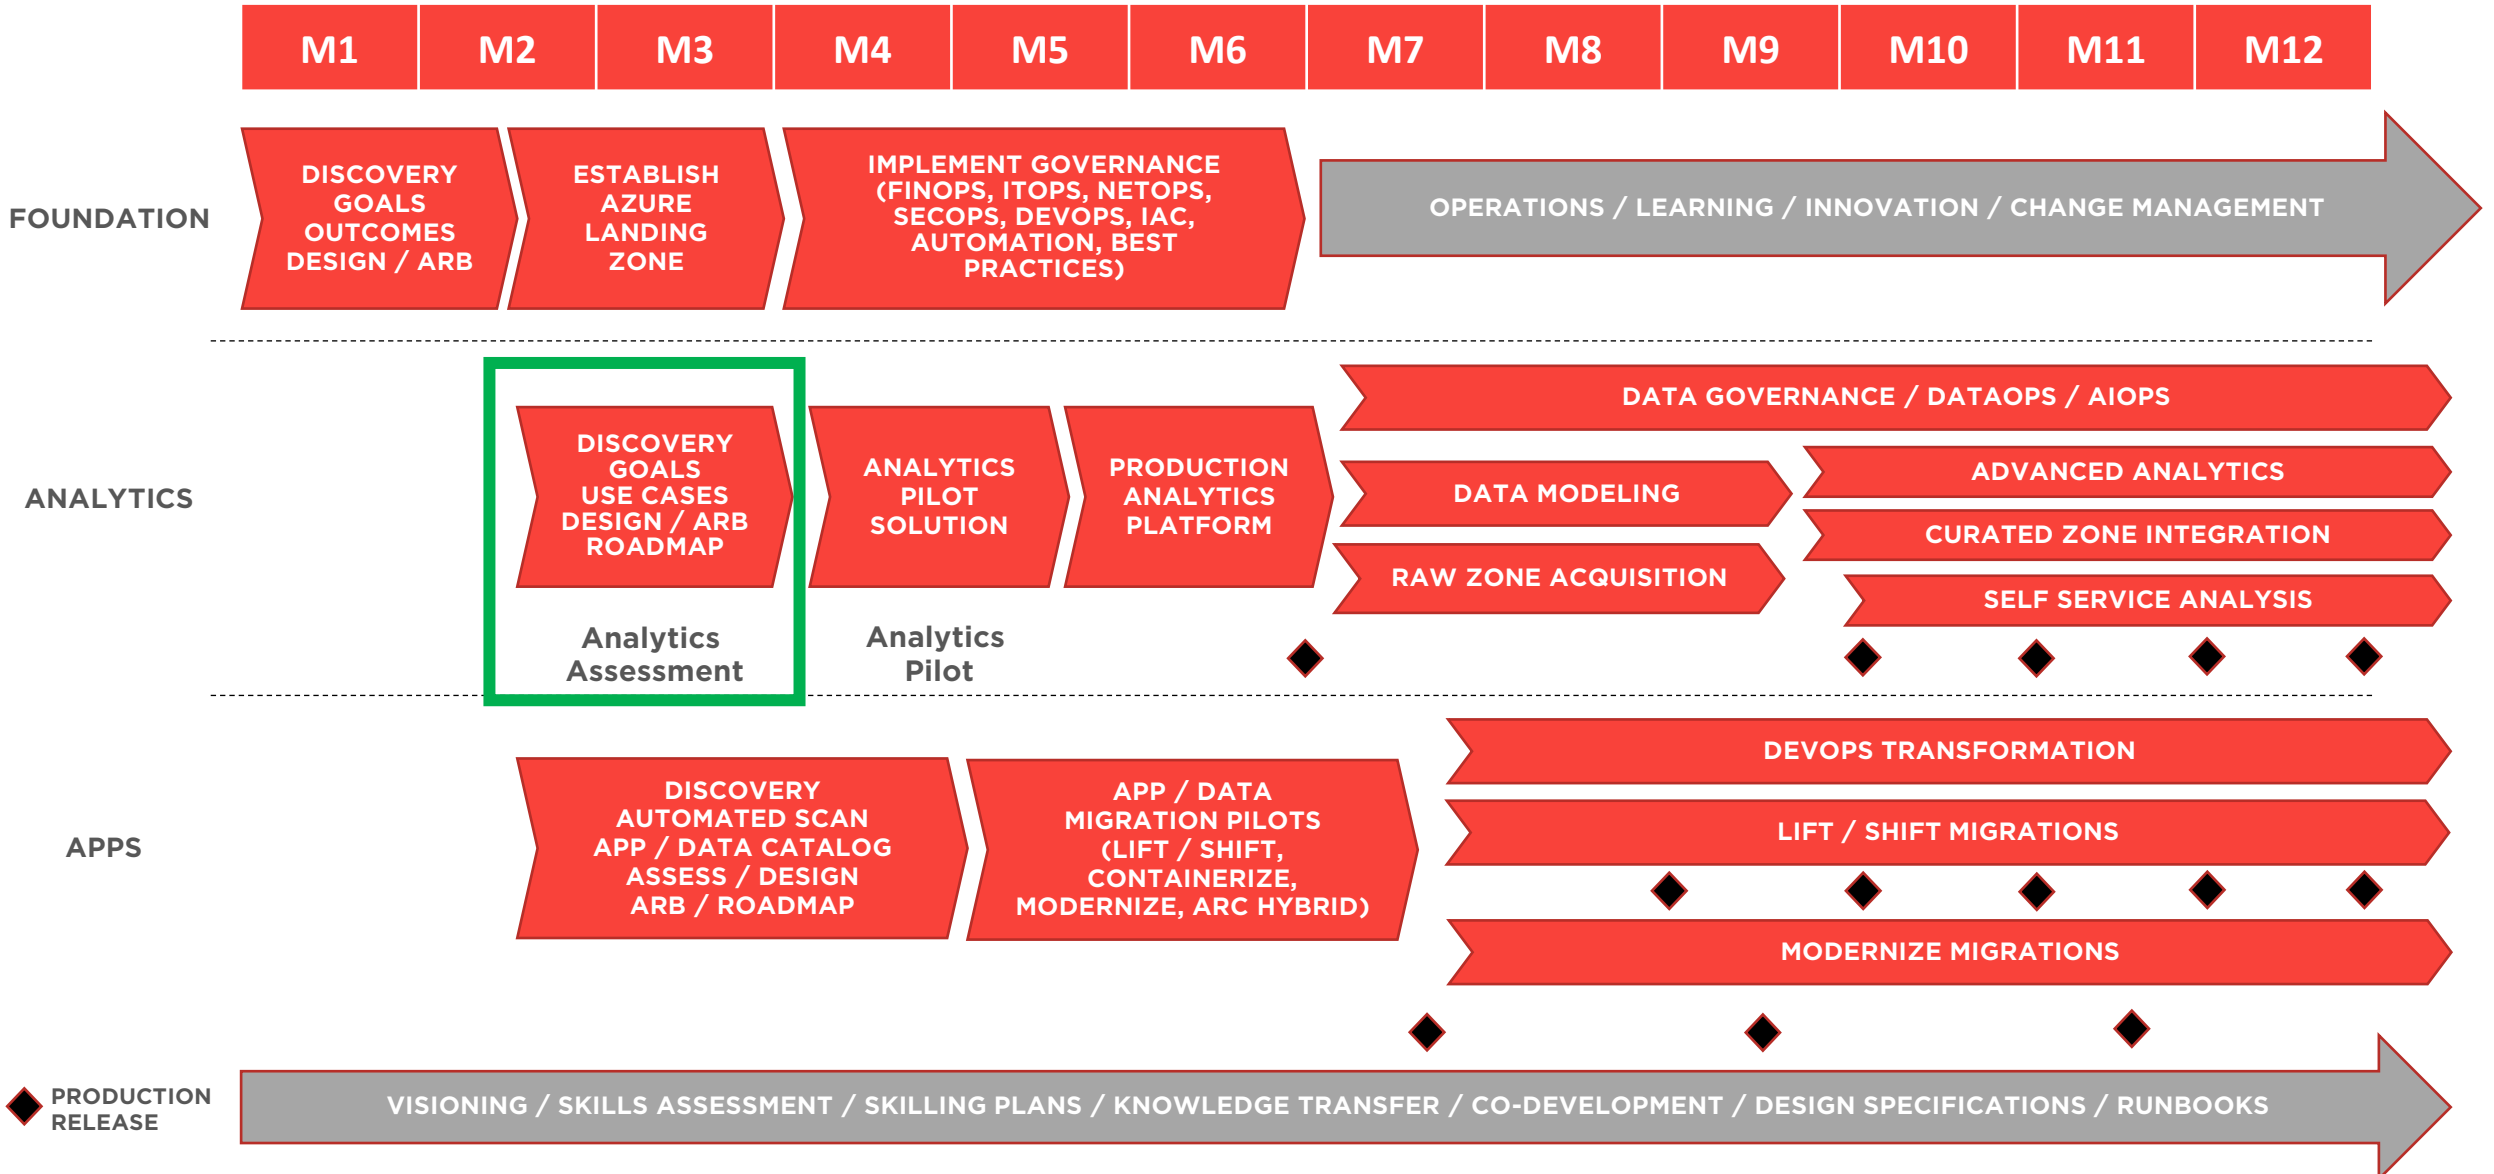 M1 M2 M3 M4 M5 M6 M7 M8 M9 M10 M11 M12
FOUNDATION
DISCOVERY
GOALS
OUTCOMES
DESIGN / ARB
ESTABLISH
AZURE
LANDING
ZONE
IMPLEMENT GOVERNANCE
(FINOPS, ITOPS, NETOPS,
SECOPS, DEVOPS, IAC,
AUTOMATION, BEST
PRACTICES)
OPERATIONS / LEARNING / INNOVATION / CHANGE MANAGEMENT
ANALYTICS
DISCOVERY
GOALS
USE CASES
DESIGN / ARB
ROADMAP
Analytics
Assessment
ANALYTICS
PILOT
SOLUTION
Analytics
Pilot
PRODUCTION
ANALYTICS
PLATFORM
DATA GOVERNANCE / DATAOPS / AIOPS
DATA MODELING
RAW ZONE ACQUISITION
ADVANCED ANALYTICS
CURATED ZONE INTEGRATION
SELF SERVICE ANALYSIS
APPS
DISCOVERY
AUTOMATED SCAN
APP / DATA CATALOG
ASSESS / DESIGN
ARB / ROADMAP
APP / DATA
MIGRATION PILOTS
(LIFT / SHIFT,
CONTAINERIZE,
MODERNIZE, ARC HYBRID)
DEVOPS TRANSFORMATION
LIFT / SHIFT MIGRATIONS
MODERNIZE MIGRATIONS
PRODUCTION
RELEASE
VISIONING / SKILLS ASSESSMENT / SKILLING PLANS / KNOWLEDGE TRANSFER / CO-DEVELOPMENT / DESIGN SPECIFICATIONS / RUNBOOKS